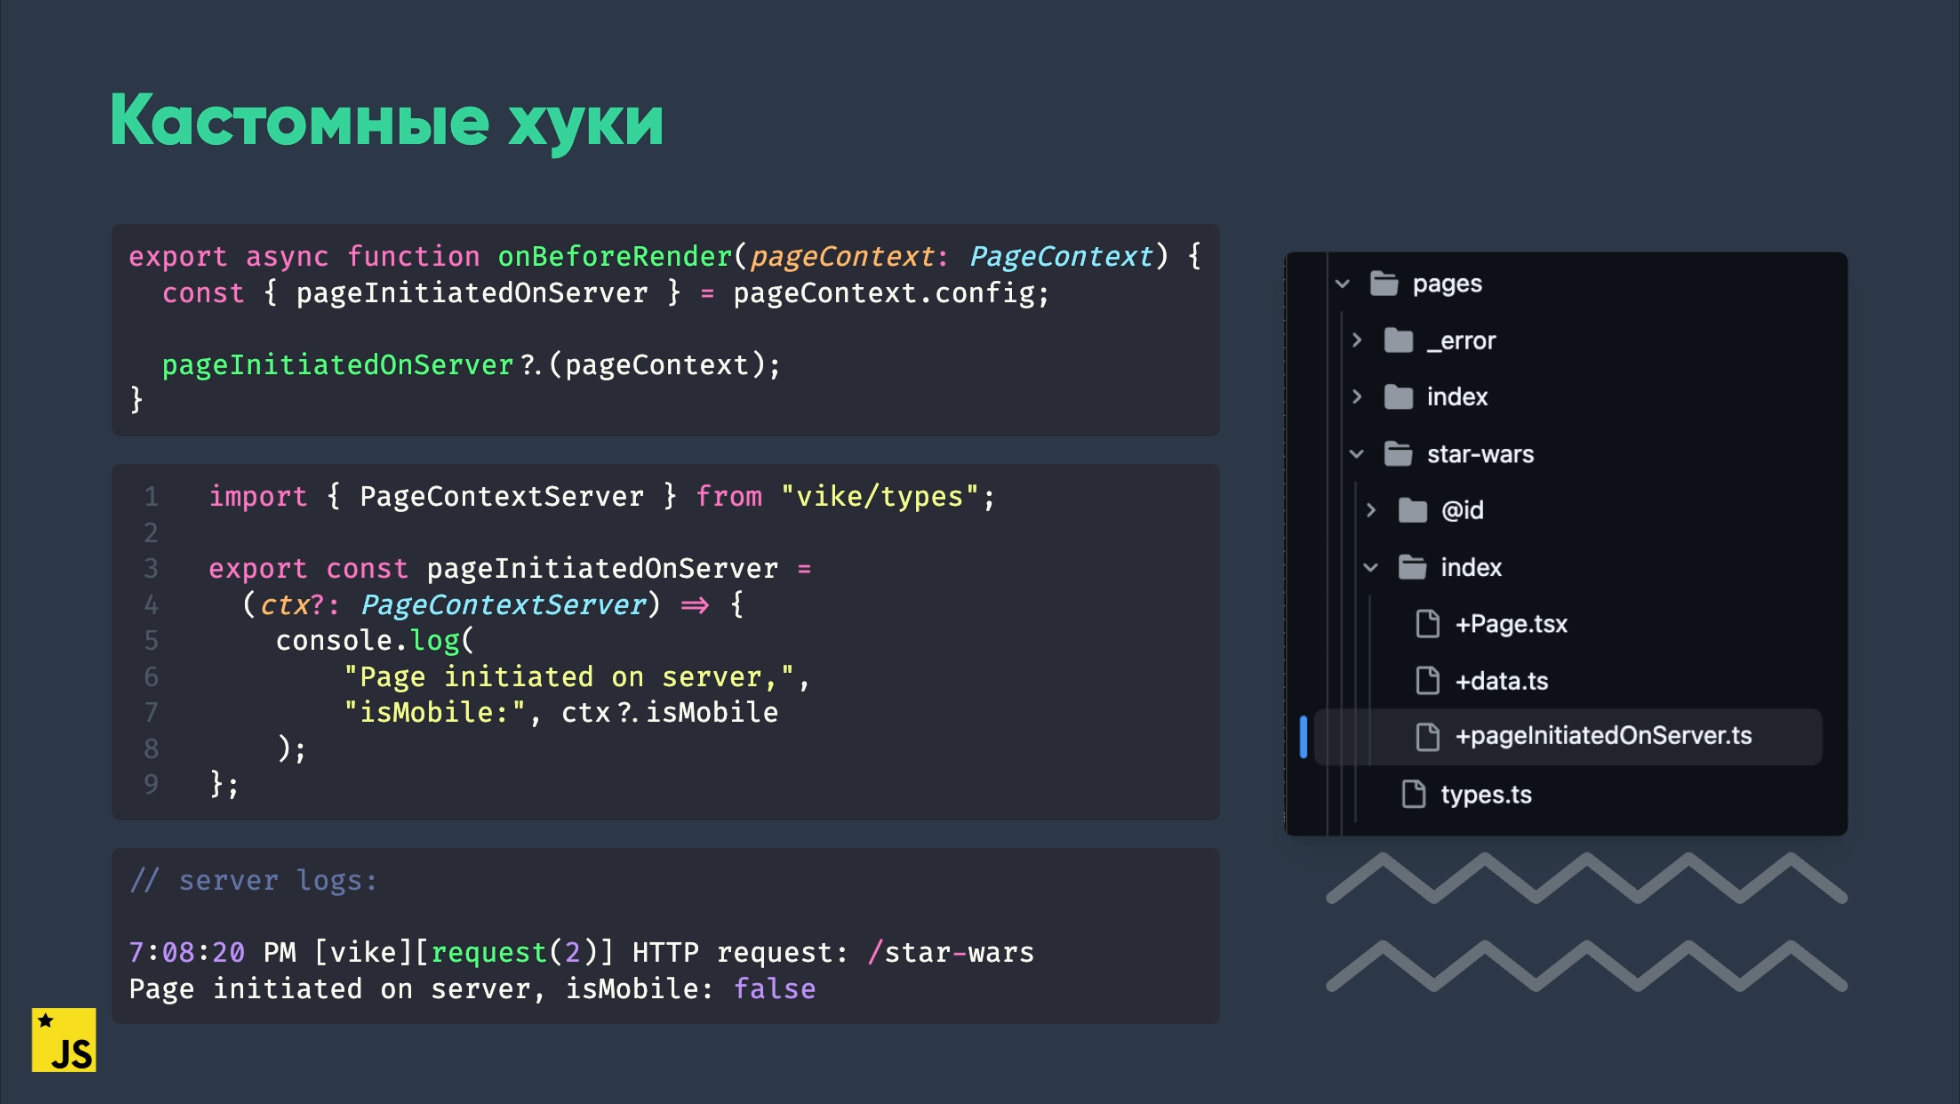 Кастомные хуки
export async function onBeforeRender(pageContext: PageContext) {
  const { pageInitiatedOnServer } = pageContext.config;
  pageInitiatedOnServer?.(pageContext);
}
1 import { PageContextServer } from "vike/types";
2
3 export const pageInitiatedOnServer =
4   (ctx?: PageContextServer) => {
5     console.log(
6         "Page initiated on server,",
7         "isMobile:", ctx?.isMobile
8     );
9 };
// server logs:
7:08:20 PM [vike][request(2)] HTTP request: /star-wars
Page initiated on server, isMobile: false
pages
_error
index
star-wars
@id
index
+Page.tsx
+data.ts
+pageInitiatedOnServer.ts
types.ts
JS